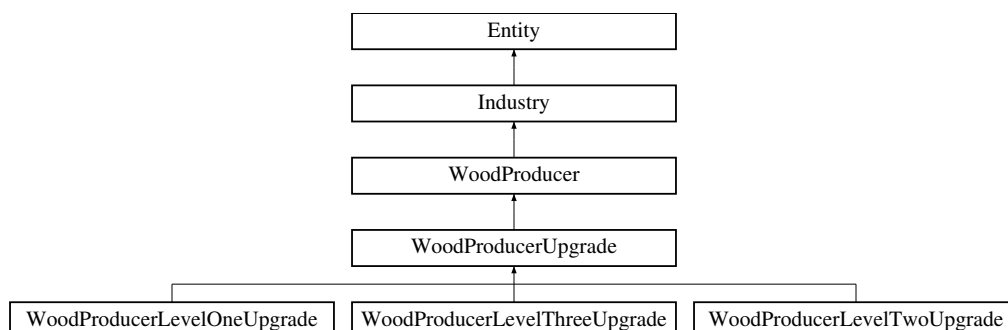 Entity
Industry
WoodProducer
WoodProducerUpgrade
WoodProducerLevelOneUpgrade WoodProducerLevelThreeUpgrade WoodProducerLevelTwoUpgrade